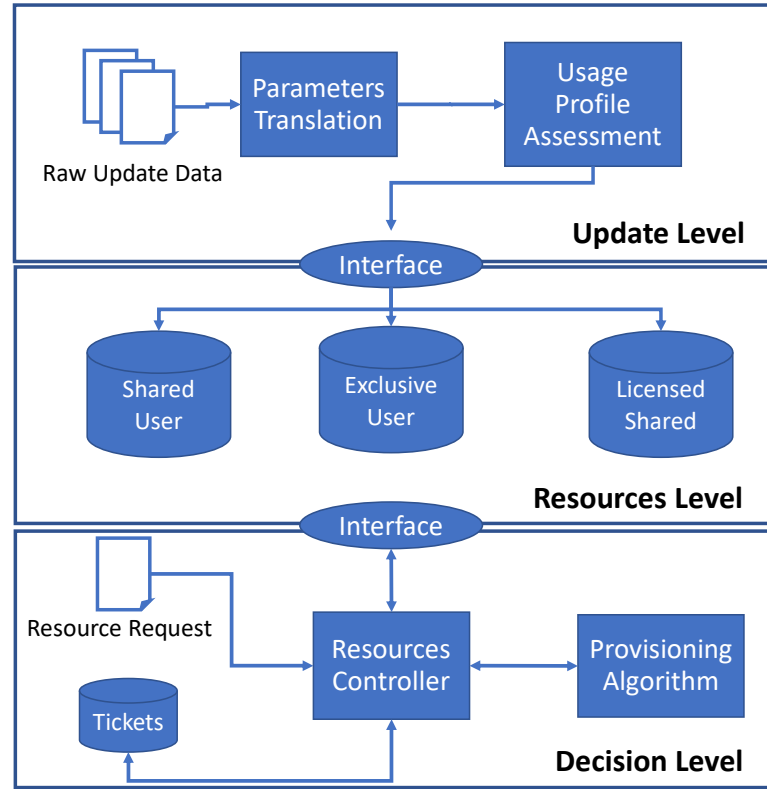 Parameters
Translation
Usage
Profile
Assessment
Raw Update Data
Update Level
Interface
Shared
User
Exclusive
User
Licensed
Shared
Resources Level
Interface
Resource Request
Resources
Controller
Provisioning
Algorithm
Tickets
Decision Level